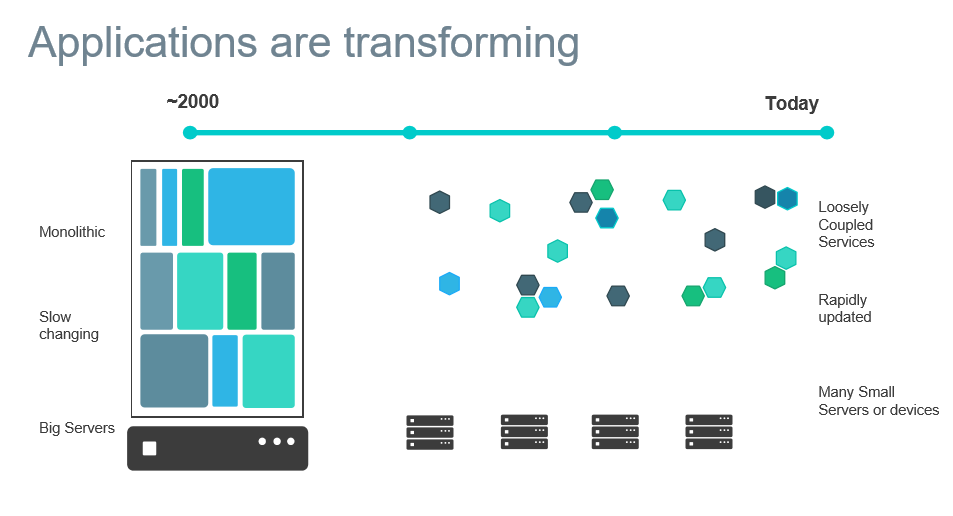 Applications are transforming
~2000
Today
Monolithic
Slow
changing
Big Servers
Loosely
Coupled
Services
Rapidly
updated
Many Small
Servers or devices